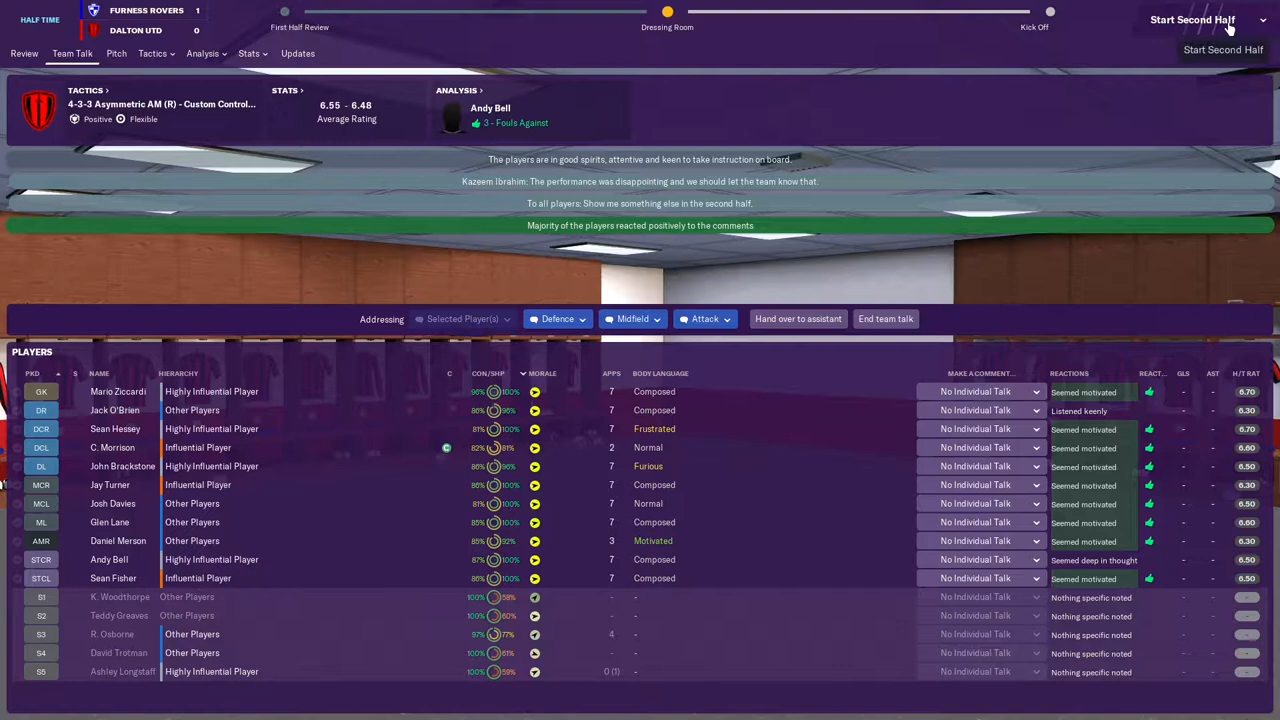 HALF TIME
FURNESS ROVERS 1
DALTON UTD 0
First Half Review
Dressing Room
Kick Off
Start Second Half
Start Second Half
Review Team Talk Pitch Tactics Analysis Stats Updates
TACTICS
4-3-3 Asymmetric AM (R) - Custom Control...
Positive Flexible
STATS
6.55 - 6.48
Average Rating
ANALYSIS
Andy Bell
3 - Fouls Against
The players are in good spirits, attentive and keen to take instruction on board.
Kazeem Ibrahim: The performance was disappointing and we should let the team know that.
To all players: Show me something else in the second half.
Majority of the players reacted positively to the comments
Addressing Selected Player(s) Defence Midfield Attack Hand over to assistant End team talk
PLAYERS
PKD S NAME HIERARCHY C CON/SHP MORALE APPS BODY LANGUAGE MAKE A COMMENT... REACTIONS REACT... GLS AST H/T RAT
GK Mario Ziccardi Highly Influential Player 96% 100% 7 Composed No Individual Talk Seemed motivated - - 6.70
DR Jack O'Brien Other Players 86% 96% 7 Composed No Individual Talk Listened keenly - - 6.30
DCR Sean Hessey Highly Influential Player 81% 100% 7 Frustrated No Individual Talk Seemed motivated - - 6.70
DCL C. Morrison Influential Player C 82% 81% 2 Normal No Individual Talk Seemed motivated - - 6.60
DL John Brackstone Highly Influential Player 86% 96% 7 Furious No Individual Talk Seemed motivated - - 6.50
MCR Jay Turner Influential Player 86% 100% 7 Composed No Individual Talk Seemed motivated - - 6.30
MCL Josh Davies Other Players 81% 100% 7 Normal No Individual Talk Seemed motivated - - 6.50
ML Glen Lane Other Players 85% 100% 7 Composed No Individual Talk Seemed motivated - - 6.60
AMR Daniel Merson Other Players 85% 92% 3 Motivated No Individual Talk Seemed motivated - - 6.30
STCR Andy Bell Highly Influential Player 87% 100% 7 Composed No Individual Talk Seemed deep in thought - - 6.50
STCL Sean Fisher Influential Player 86% 100% 7 Composed No Individual Talk Seemed motivated - - 6.50
S1 K. Woodthorpe Other Players 100% 58% - - No Individual Talk Nothing specific noted - - -
S2 Teddy Greaves Other Players 100% 60% - - No Individual Talk Nothing specific noted - - -
S3 R. Osborne Other Players 97% 77% 4 - No Individual Talk Nothing specific noted - - -
S4 David Trotman Other Players 100% 61% - - No Individual Talk Nothing specific noted - - -
S5 Ashley Longstaff Highly Influential Player 100% 59% 0 (1) - No Individual Talk Nothing specific noted - - -